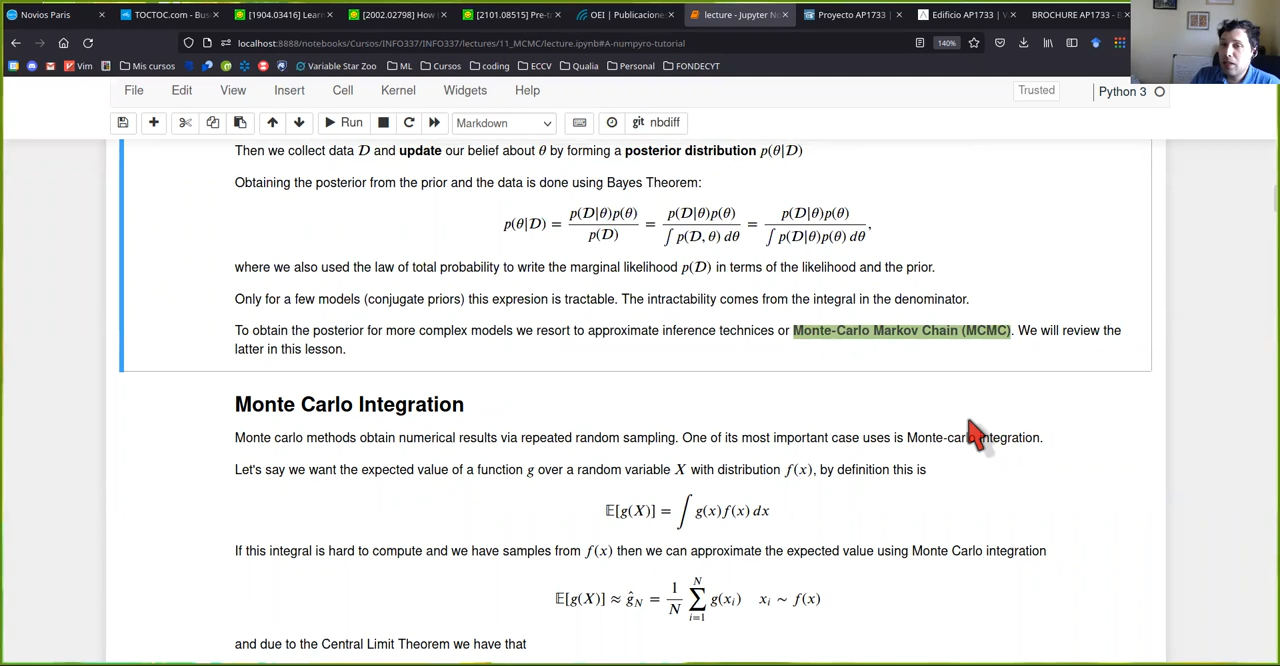 Novios Paris
TOCTOC.com - Bus
[1904.03416] Lear
[2002.02798] How
[2101.08515] Pre-t
OEI | Publicacione
lecture - Jupyter No
Proyecto AP1733
Edificio AP1733 | V
BROCHURE AP1733 -
localhost:8888/notebooks/Cursos/INFO337/INFO337/lectures/11_MCMC/lecture.ipynb#A-numpyro-tutorial
140%
Vim
Mis cursos
Variable Star Zoo
ML
Cursos
coding
ECCV
Qualia
Personal
FONDECYT
File Edit View Insert Cell Kernel Widgets Help
Trusted
Python 3
Run
Markdown
git nbdiff
Then we collect data D and update our belief about θ by forming a posterior distribution p(θ|D)
Obtaining the posterior from the prior and the data is done using Bayes Theorem:
p(θ|D) = p(D|θ)p(θ) / p(D) = p(D|θ)p(θ) / ∫ p(D, θ) dθ = p(D|θ)p(θ) / ∫ p(D|θ)p(θ) dθ ,
where we also used the law of total probability to write the marginal likelihood p(D) in terms of the likelihood and the prior.
Only for a few models (conjugate priors) this expresion is tractable. The intractability comes from the integral in the denominator.
To obtain the posterior for more complex models we resort to approximate inference technices or Monte-Carlo Markov Chain (MCMC). We will review the
latter in this lesson.
Monte Carlo Integration
Monte carlo methods obtain numerical results via repeated random sampling. One of its most important case uses is Monte-carlo integration.
Let's say we want the expected value of a function g over a random variable X with distribution f(x), by definition this is
𝔼[g(X)] = ∫ g(x)f(x) dx
If this integral is hard to compute and we have samples from f(x) then we can approximate the expected value using Monte Carlo integration
𝔼[g(X)] ≈ ĝ_N = 1/N ∑_{i=1}^{N} g(x_i) x_i ∼ f(x)
and due to the Central Limit Theorem we have that